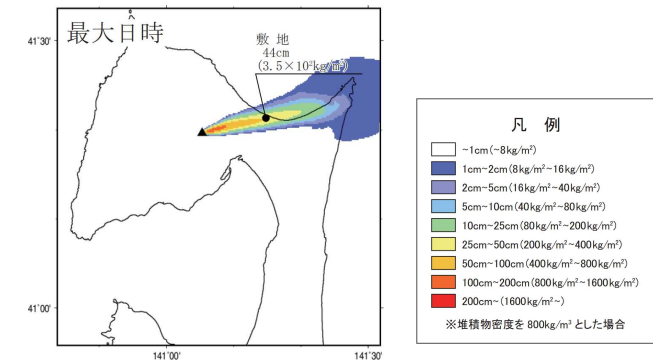 最大日時
敷 地
44cm
(3.5×10²kg/m²)
41°30'
41°00'
141°00'
141°30'
凡 例
~1cm(~8kg/m²)
1cm~2cm(8kg/m²~16kg/m²)
2cm~5cm(16kg/m²~40kg/m²)
5cm~10cm(40kg/m²~80kg/m²)
10cm~25cm(80kg/m²~200kg/m²)
25cm~50cm(200kg/m²~400kg/m²)
50cm~100cm(400kg/m²~800kg/m²)
100cm~200cm(800kg/m²~1600kg/m²)
200cm~(1600kg/m²~)
※堆積物密度を800kg/m³とした場合